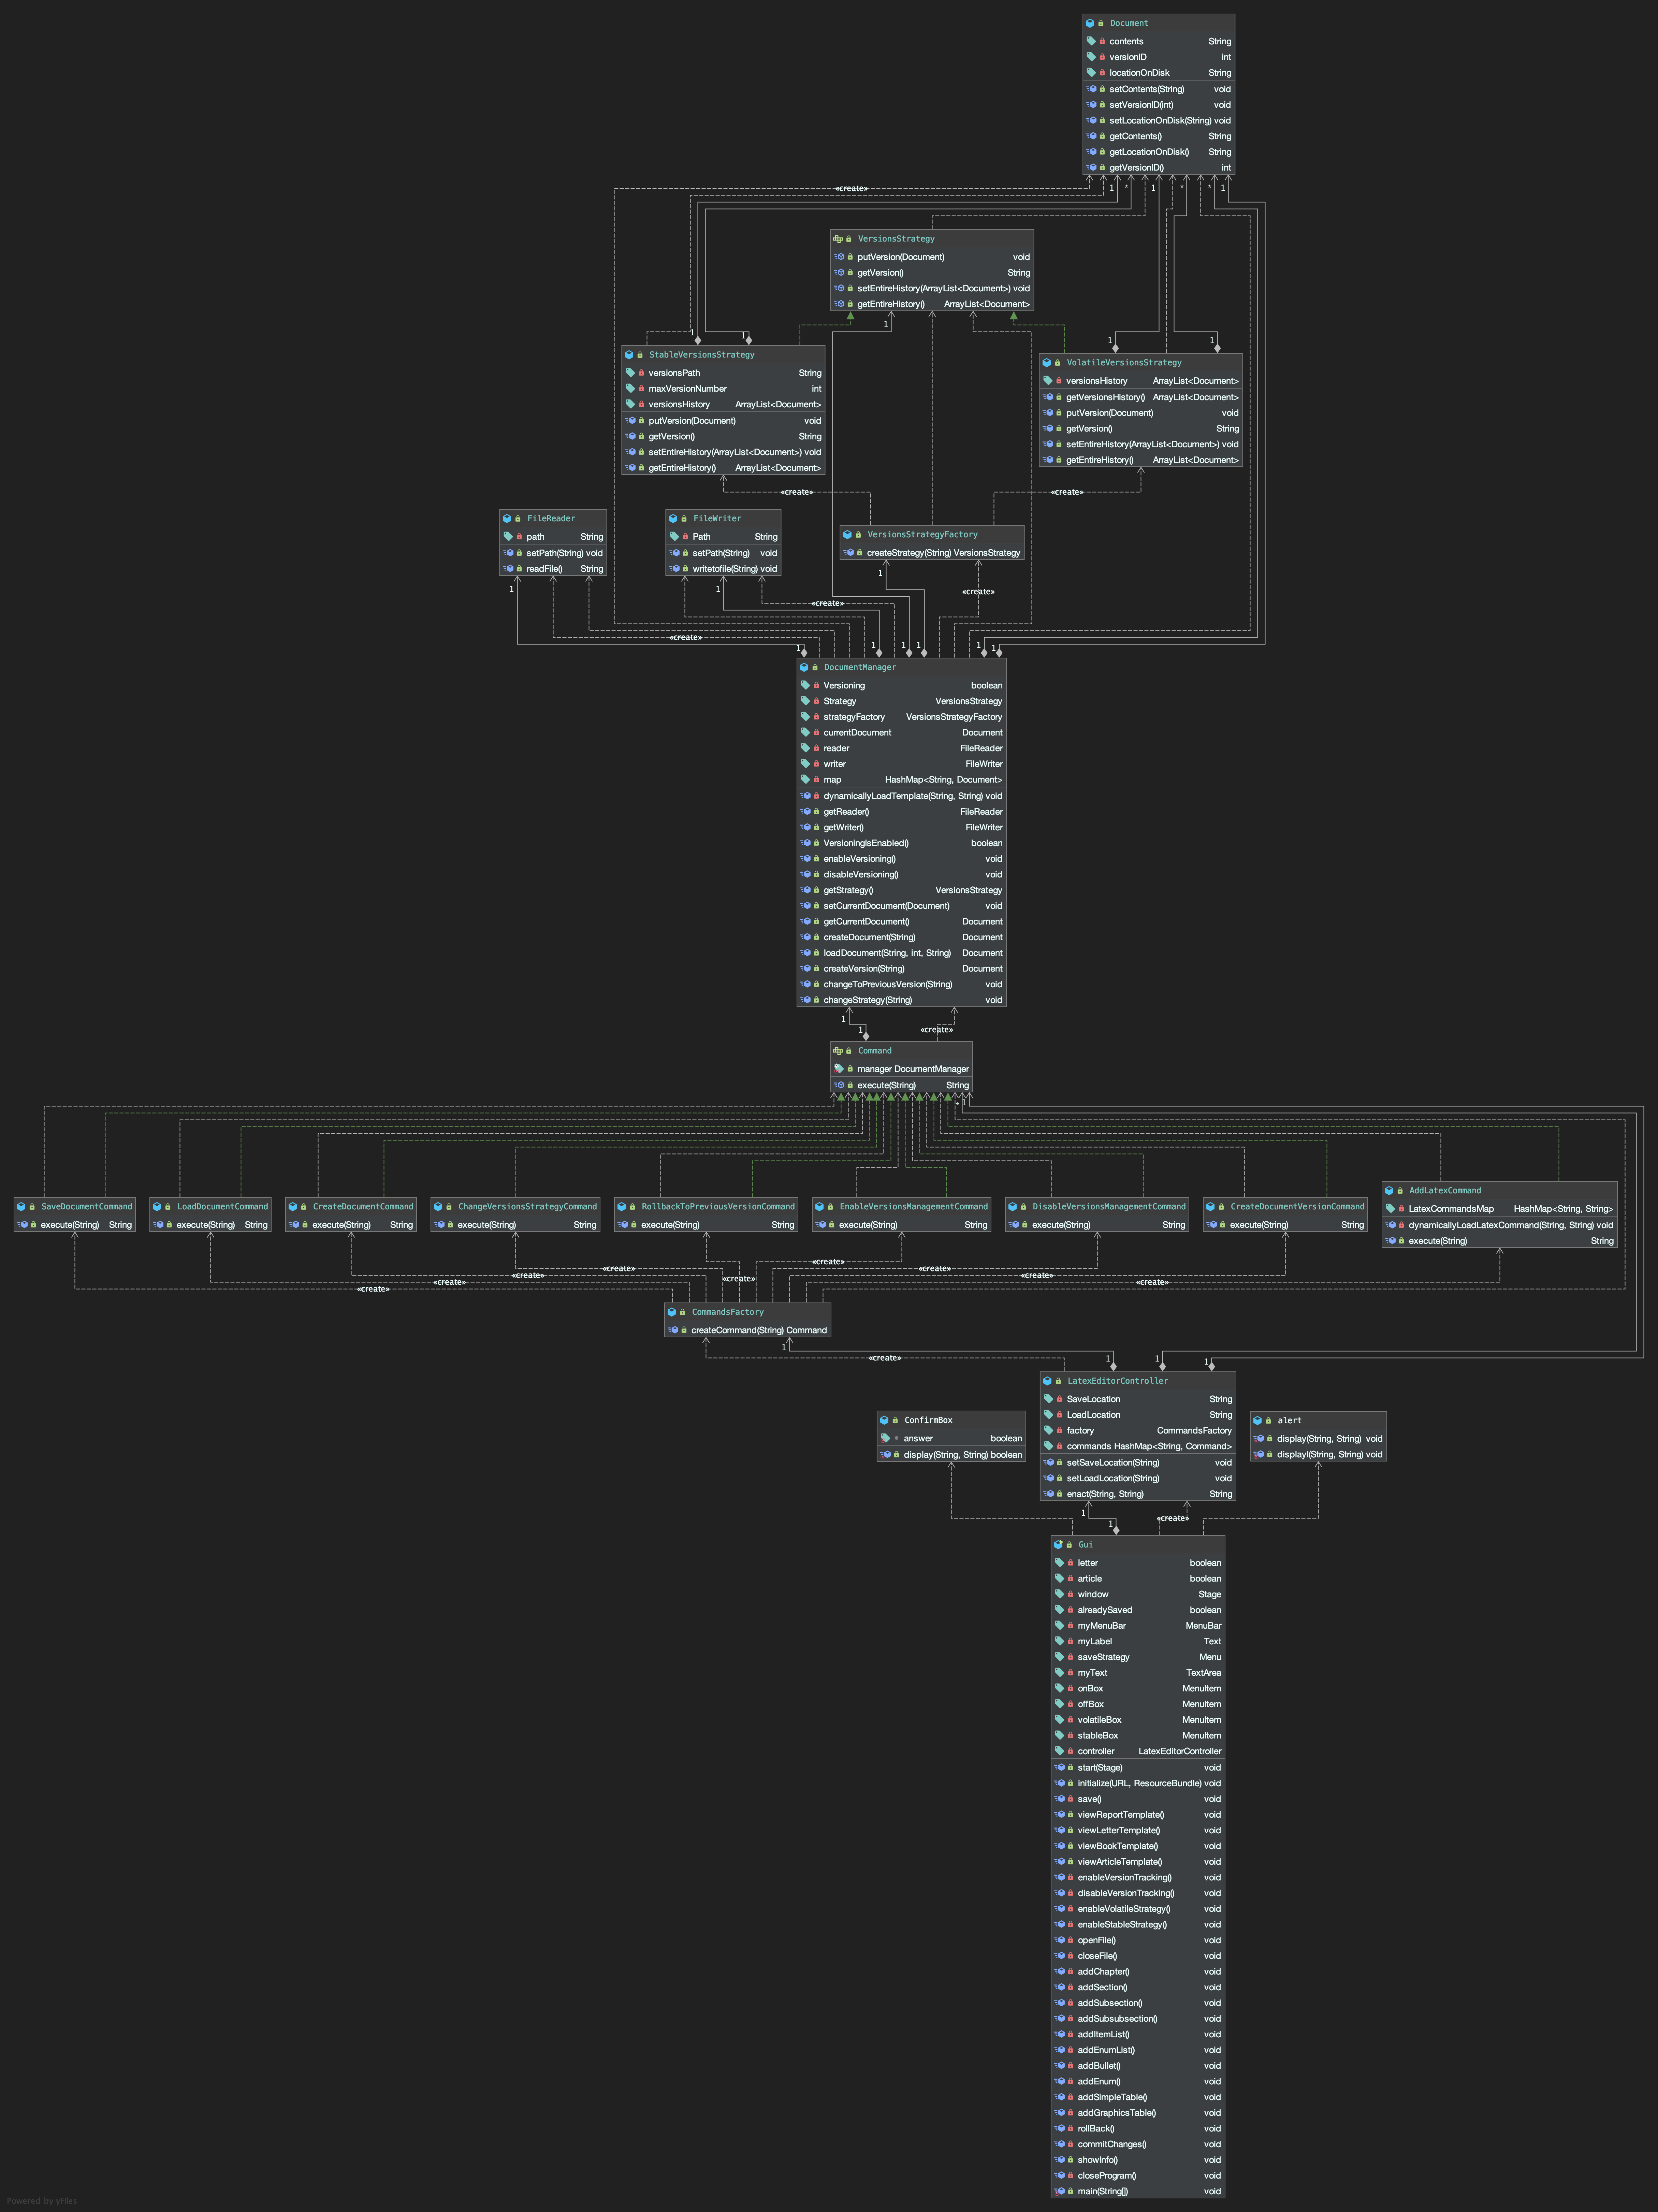 Document
contents String
versionID int
locationOnDisk String
setContents(String) void
setVersionID(int) void
setLocationOnDisk(String) void
getContents() String
getLocationOnDisk() String
getVersionID() int
«create»
1
*
1
*
*
1
VersionsStrategy
putVersion(Document) void
getVersion() String
setEntireHistory(ArrayList<Document>) void
getEntireHistory() ArrayList<Document>
1
1
1
1
1
StableVersionsStrategy
versionsPath String
maxVersionNumber int
versionsHistory ArrayList<Document>
putVersion(Document) void
getVersion() String
setEntireHistory(ArrayList<Document>) void
getEntireHistory() ArrayList<Document>
VolatileVersionsStrategy
versionsHistory ArrayList<Document>
getVersionsHistory() ArrayList<Document>
putVersion(Document) void
getVersion() String
setEntireHistory(ArrayList<Document>) void
getEntireHistory() ArrayList<Document>
«create»
«create»
FileReader
path String
setPath(String) void
readFile() String
FileWriter
Path String
setPath(String) void
writetofile(String) void
VersionsStrategyFactory
createStrategy(String) VersionsStrategy
1
1
1
«create»
«create»
«create»
1
1
1
1
1
1
DocumentManager
Versioning boolean
Strategy VersionsStrategy
strategyFactory VersionsStrategyFactory
currentDocument Document
reader FileReader
writer FileWriter
map HashMap<String, Document>
dynamicallyLoadTemplate(String, String) void
getReader() FileReader
getWriter() FileWriter
VersioningIsEnabled() boolean
enableVersioning() void
disableVersioning() void
getStrategy() VersionsStrategy
setCurrentDocument(Document) void
getCurrentDocument() Document
createDocument(String) Document
loadDocument(String, int, String) Document
createVersion(String) Document
changeToPreviousVersion(String) void
changeStrategy(String) void
1
1
«create»
Command
manager DocumentManager
execute(String) String
*
1
SaveDocumentCommand
execute(String) String
LoadDocumentCommand
execute(String) String
CreateDocumentCommand
execute(String) String
ChangeVersionsStrategyCommand
execute(String) String
RollbackToPreviousVersionCommand
execute(String) String
EnableVersionsManagementCommand
execute(String) String
DisableVersionsManagementCommand
execute(String) String
CreateDocumentVersionCommand
execute(String) String
AddLatexCommand
LatexCommandsMap HashMap<String, String>
dynamicallyLoadLatexCommand(String, String) void
execute(String) String
«create»
«create»
«create»
«create»
«create»
«create»
«create»
«create»
«create»
CommandsFactory
createCommand(String) Command
1
«create»
1
1
1
LatexEditorController
SaveLocation String
LoadLocation String
factory CommandsFactory
commands HashMap<String, Command>
setSaveLocation(String) void
setLoadLocation(String) void
enact(String, String) String
ConfirmBox
answer boolean
display(String, String) boolean
alert
display(String, String) void
displayI(String, String) void
1
1
«create»
Gui
letter boolean
article boolean
window Stage
alreadySaved boolean
myMenuBar MenuBar
myLabel Text
saveStrategy Menu
myText TextArea
onBox MenuItem
offBox MenuItem
volatileBox MenuItem
stableBox MenuItem
controller LatexEditorController
start(Stage) void
initialize(URL, ResourceBundle) void
save() void
viewReportTemplate() void
viewLetterTemplate() void
viewBookTemplate() void
viewArticleTemplate() void
enableVersionTracking() void
disableVersionTracking() void
enableVolatileStrategy() void
enableStableStrategy() void
openFile() void
closeFile() void
addChapter() void
addSection() void
addSubsection() void
addSubsubsection() void
addItemList() void
addEnumList() void
addBullet() void
addEnum() void
addSimpleTable() void
addGraphicsTable() void
rollBack() void
commitChanges() void
showInfo() void
closeProgram() void
main(String[]) void
Powered by yFiles